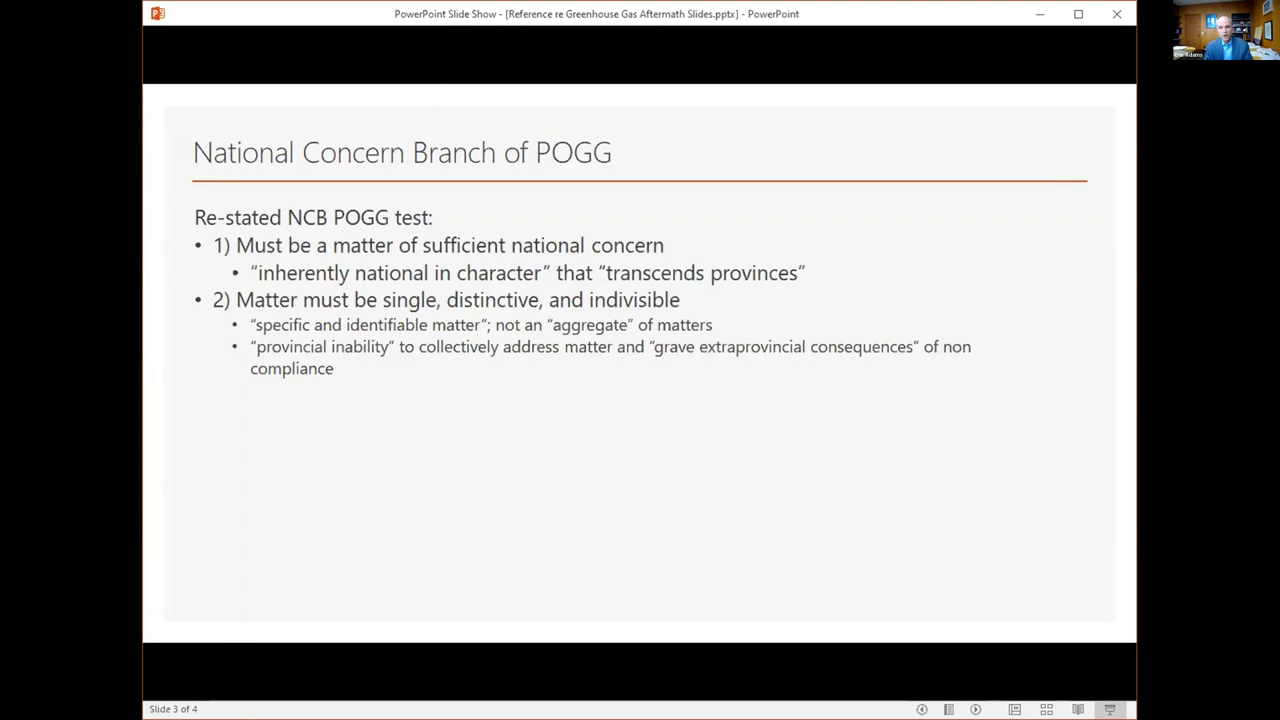 PowerPoint Slide Show - [Reference re Greenhouse Gas Aftermath Slides.pptx] - PowerPoint
Eric Adams
National Concern Branch of POGG
Re-stated NCB POGG test:
• 1) Must be a matter of sufficient national concern
• “inherently national in character” that “transcends provinces”
• 2) Matter must be single, distinctive, and indivisible
• “specific and identifiable matter“; not an “aggregate” of matters
• “provincial inability” to collectively address matter and “grave extraprovincial consequences” of non
compliance
Slide 3 of 4